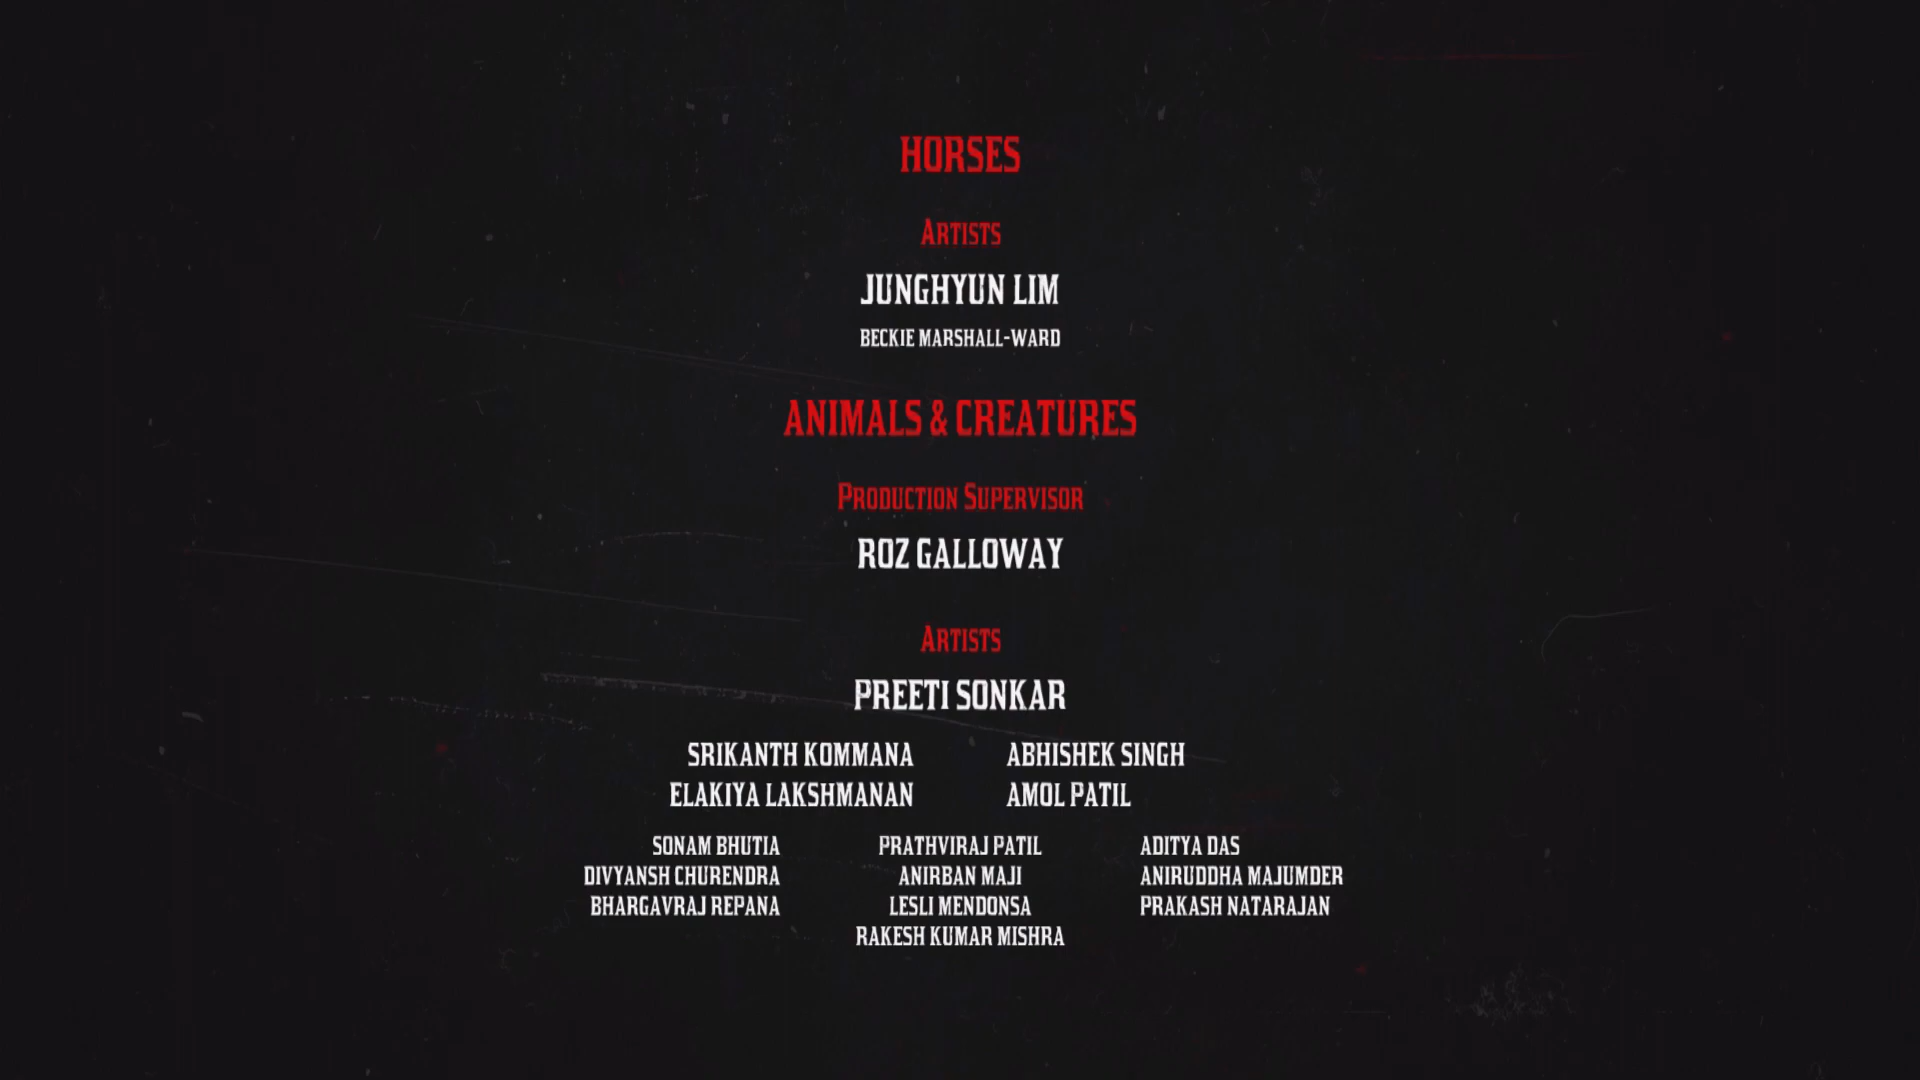 HORSES
ARTISTS
JUNGHYUN LIM
BECKIE MARSHALL-WARD
ANIMALS & CREATURES
PRODUCTION SUPERVISOR
ROZ GALLOWAY
ARTISTS
PREETI SONKAR
SRIKANTH KOMMANA ABHISHEK SINGH
ELAKIYA LAKSHMANAN AMOL PATIL
SONAM BHUTIA PRATHVIRAJ PATIL ADITYA DAS
DIVYANSH CHURENDRA ANIRBAN MAJI ANIRUDDHA MAJUMDER
BHARGAVRAJ REPANA LESLI MENDONSA PRAKASH NATARAJAN
RAKESH KUMAR MISHRA